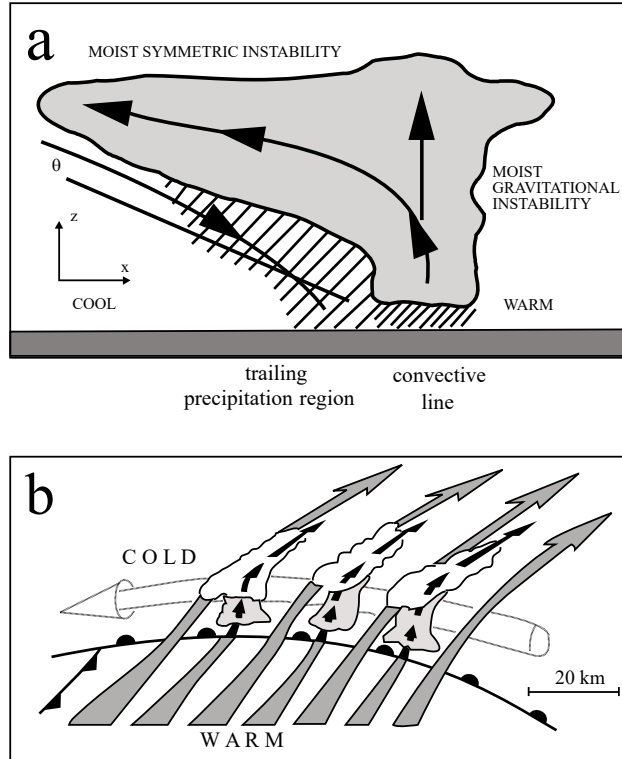 a
MOIST SYMMETRIC INSTABILITY
θ
MOIST
GRAVITATIONAL
INSTABILITY
z
x
COOL
WARM
trailing
precipitation region
convective
line
b
COLD
20 km
WARM